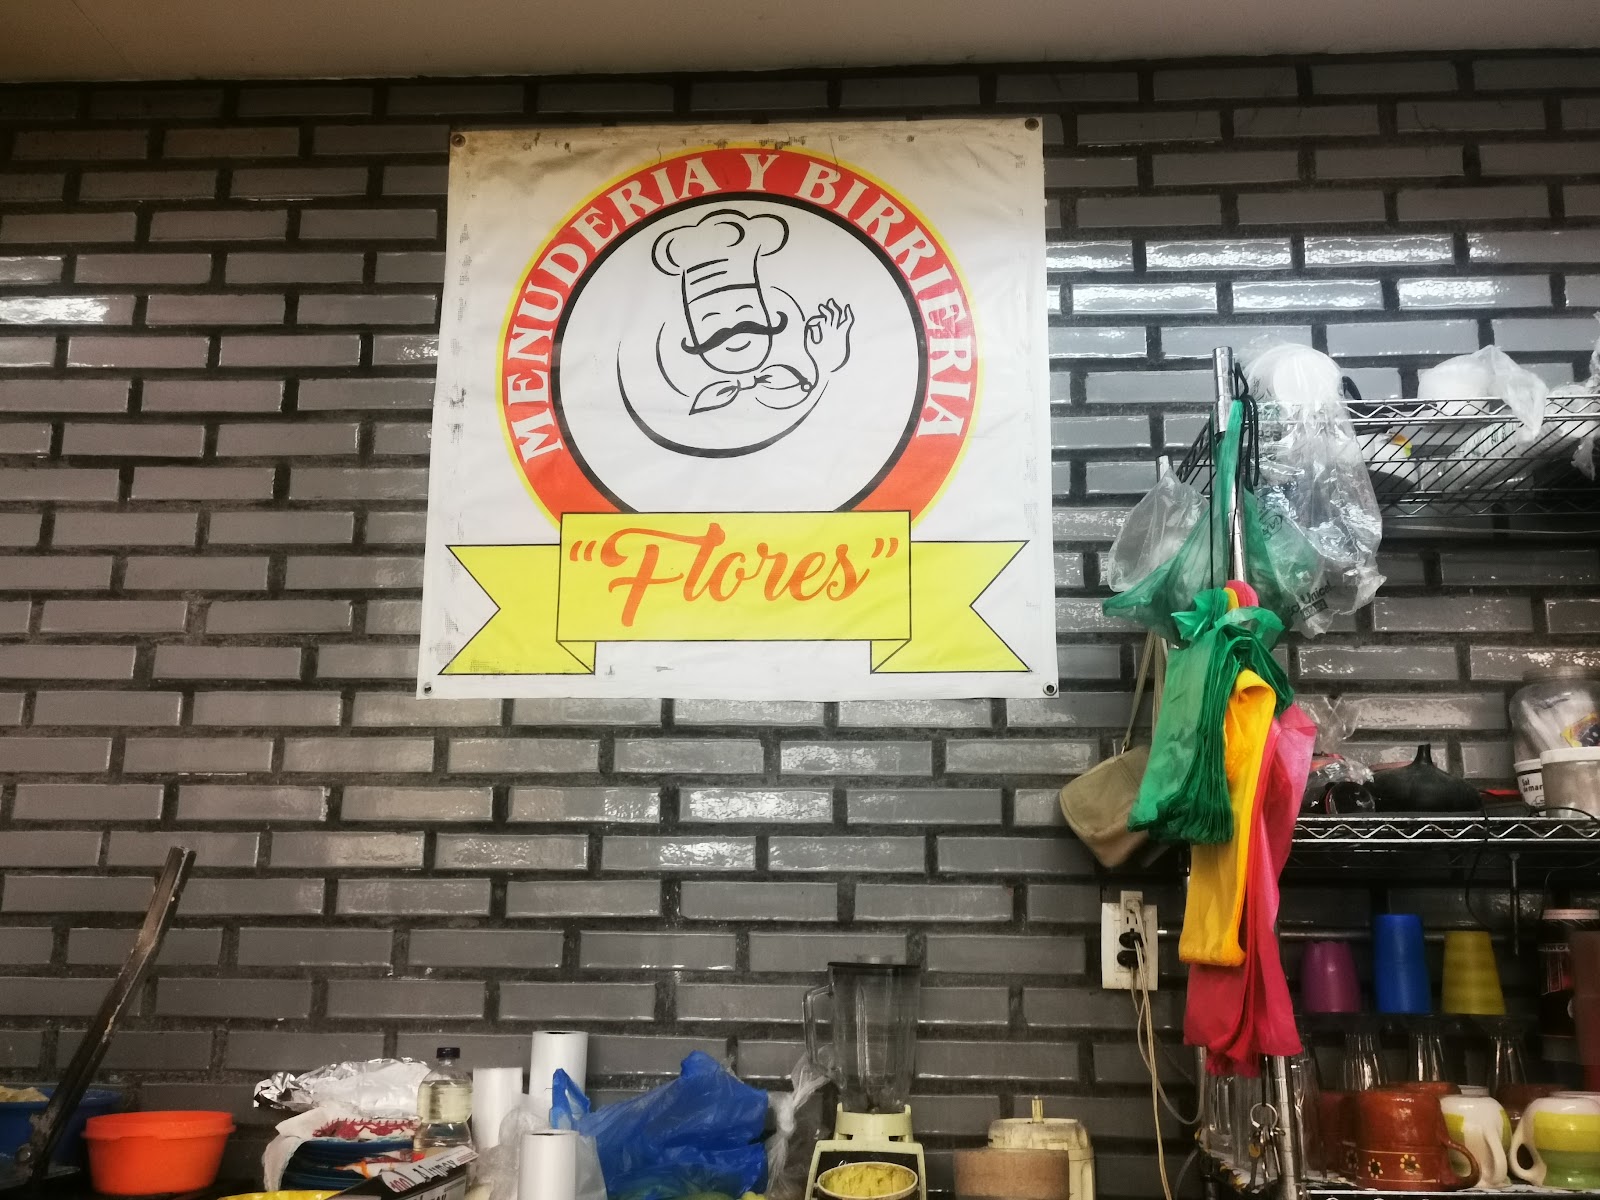 MENUDERIA Y BIRRIERIA
"Flores"